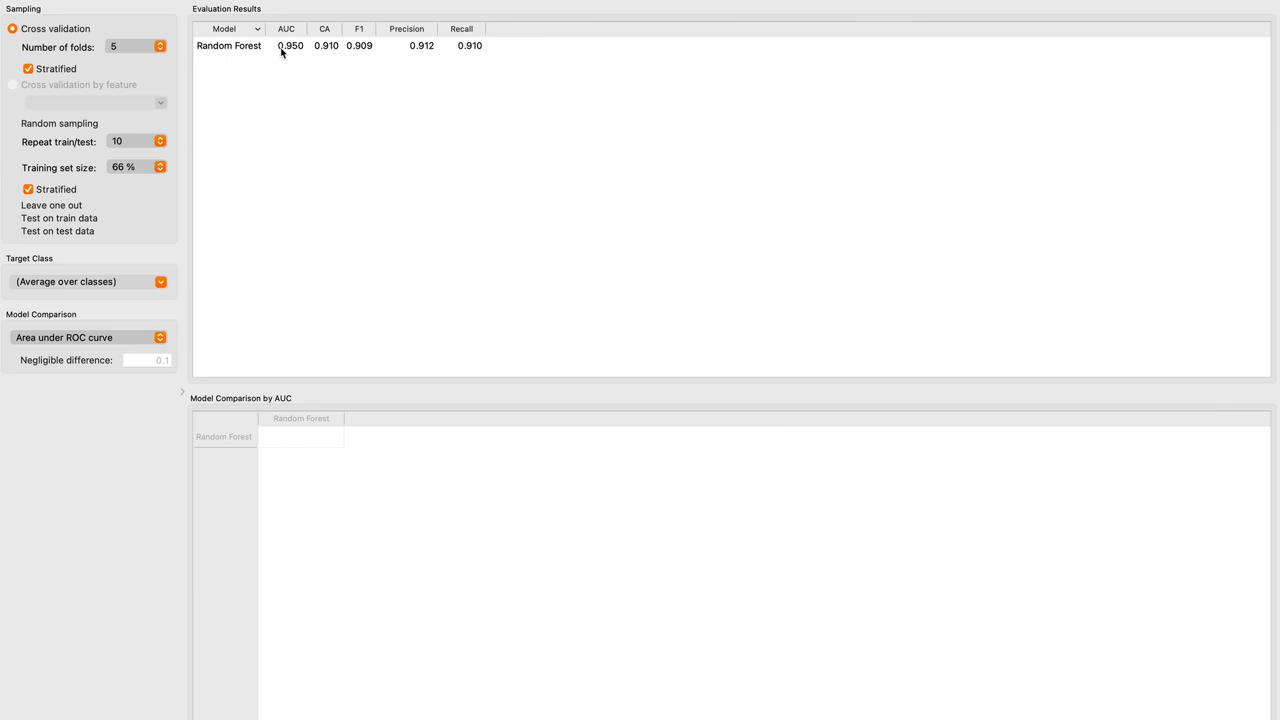 Sampling
Cross validation
Number of folds: 5
Stratified
Cross validation by feature
Random sampling
Repeat train/test: 10
Training set size: 66 %
Stratified
Leave one out
Test on train data
Test on test data
Target Class
(Average over classes)
Model Comparison
Area under ROC curve
Negligible difference: 0.1
Evaluation Results
Model AUC CA F1 Precision Recall
Random Forest 0.950 0.910 0.909 0.912 0.910
Model Comparison by AUC
Random Forest
Random Forest